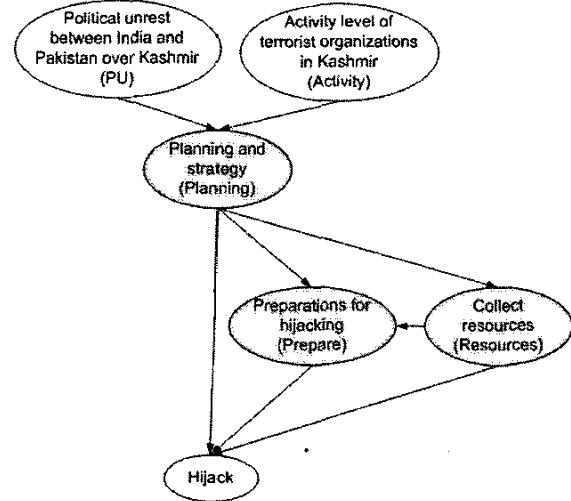 Political unrest
between India and
Pakistan over Kashmir
(PU)
Activity level of
terrorist organizations
in Kashmir
(Activity)
Planning and
strategy
(Planning)
Preparations for
hijacking
(Prepare)
Collect
resources
(Resources)
Hijack